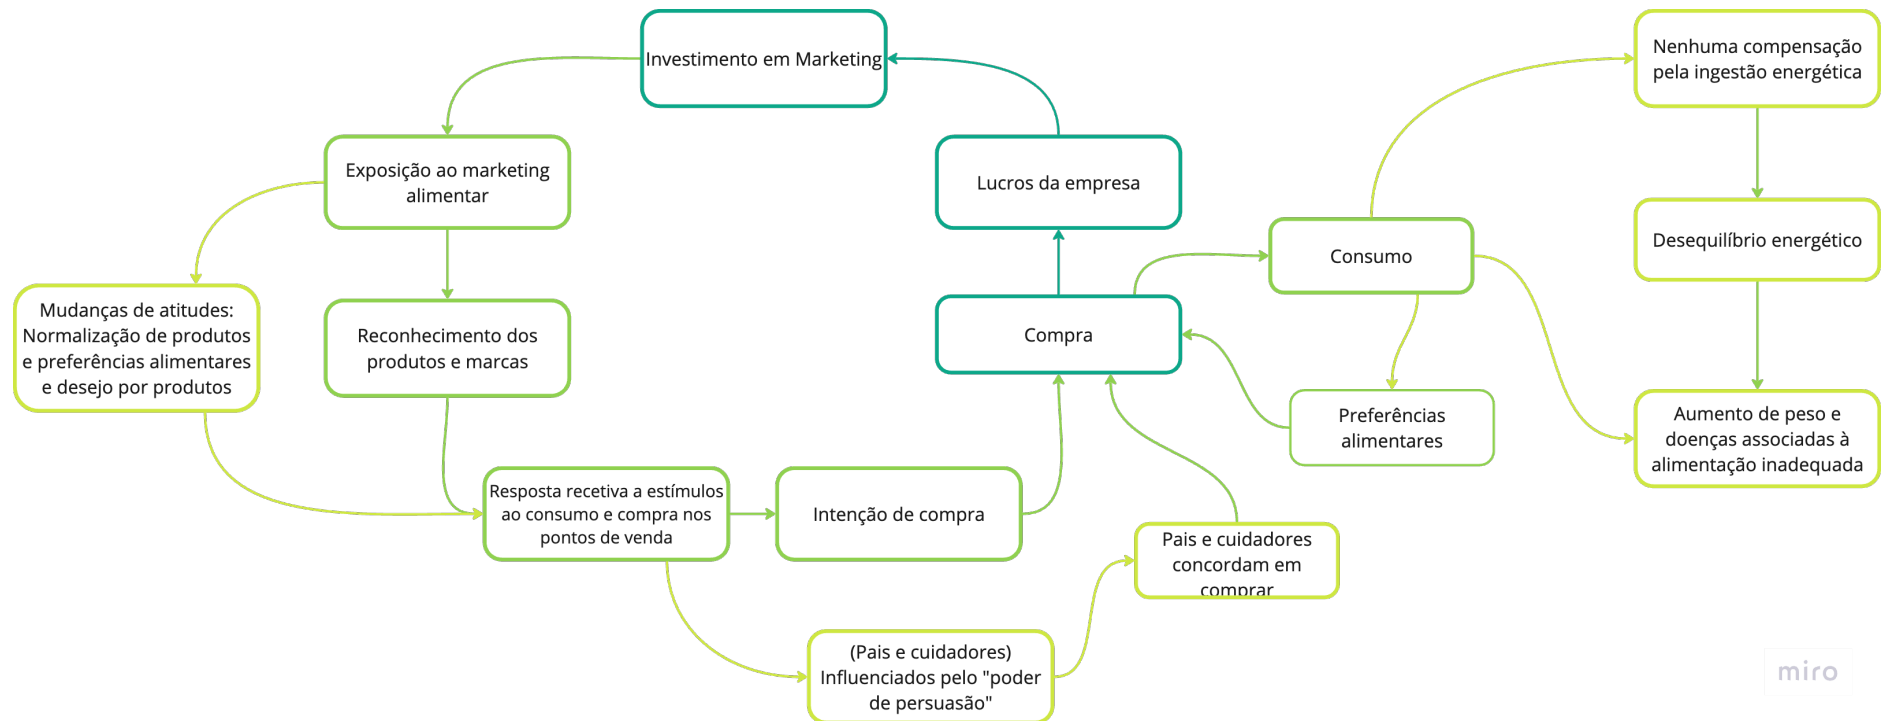 Investimento em Marketing
Nenhuma compensação
pela ingestão energética
Exposição ao marketing
alimentar
Lucros da empresa
Consumo
Desequilíbrio energético
Mudanças de atitudes:
Normalização de produtos
e preferências alimentares
e desejo por produtos
Reconhecimento dos
produtos e marcas
Compra
Preferências
alimentares
Aumento de peso e
doenças associadas à
alimentação inadequada
Resposta recetiva a estímulos
ao consumo e compra nos
pontos de venda
Intenção de compra
Pais e cuidadores
concordam em
comprar
(Pais e cuidadores)
Influenciados pelo "poder
de persuasão"
miro